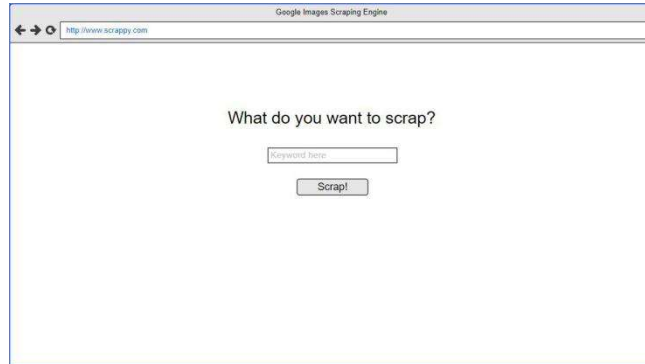 Google Images Scraping Engine
http://www.scrappy.com
What do you want to scrap?
Keyword here
Scrap!